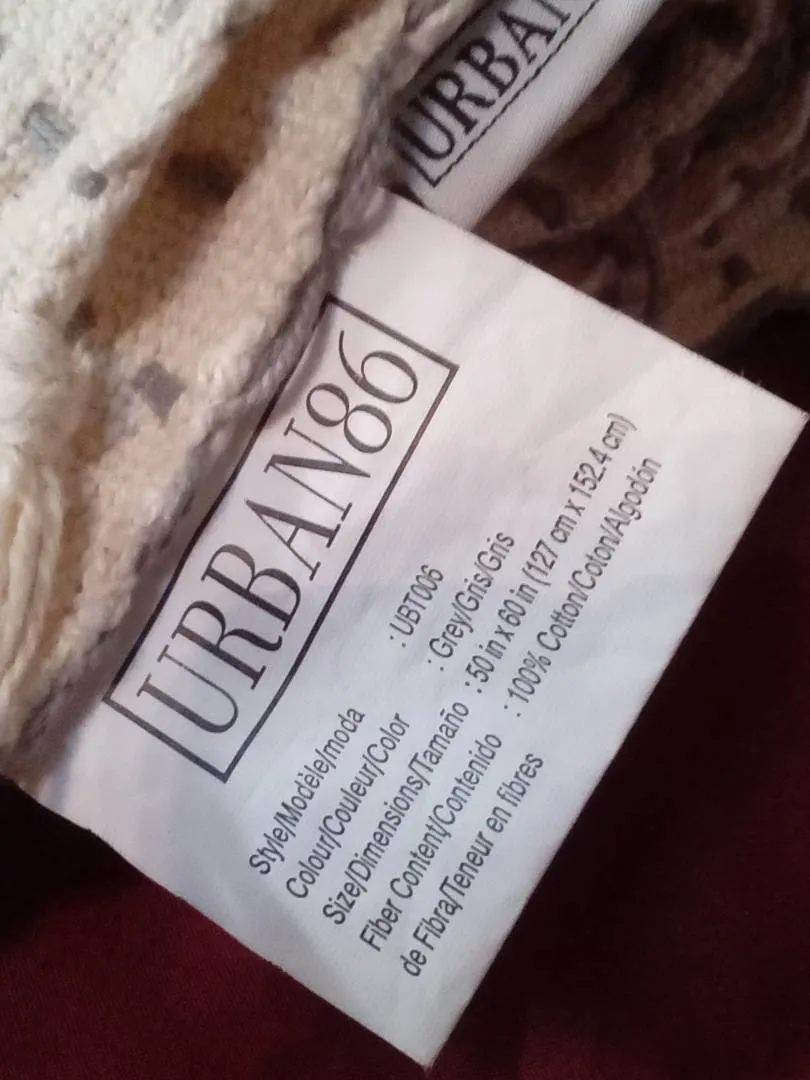 URBAN
URBAN86
Style/Modèle/moda : UBT006
Colour/Couleur/Color : Grey/Gris/Gris
Size/Dimensions/Tamaño : 50 in x 60 in (127 cm x 152.4 cm)
Fiber Content/Contenido : 100% Cotton/Coton/Algodón
de Fibra/Teneur en fibres